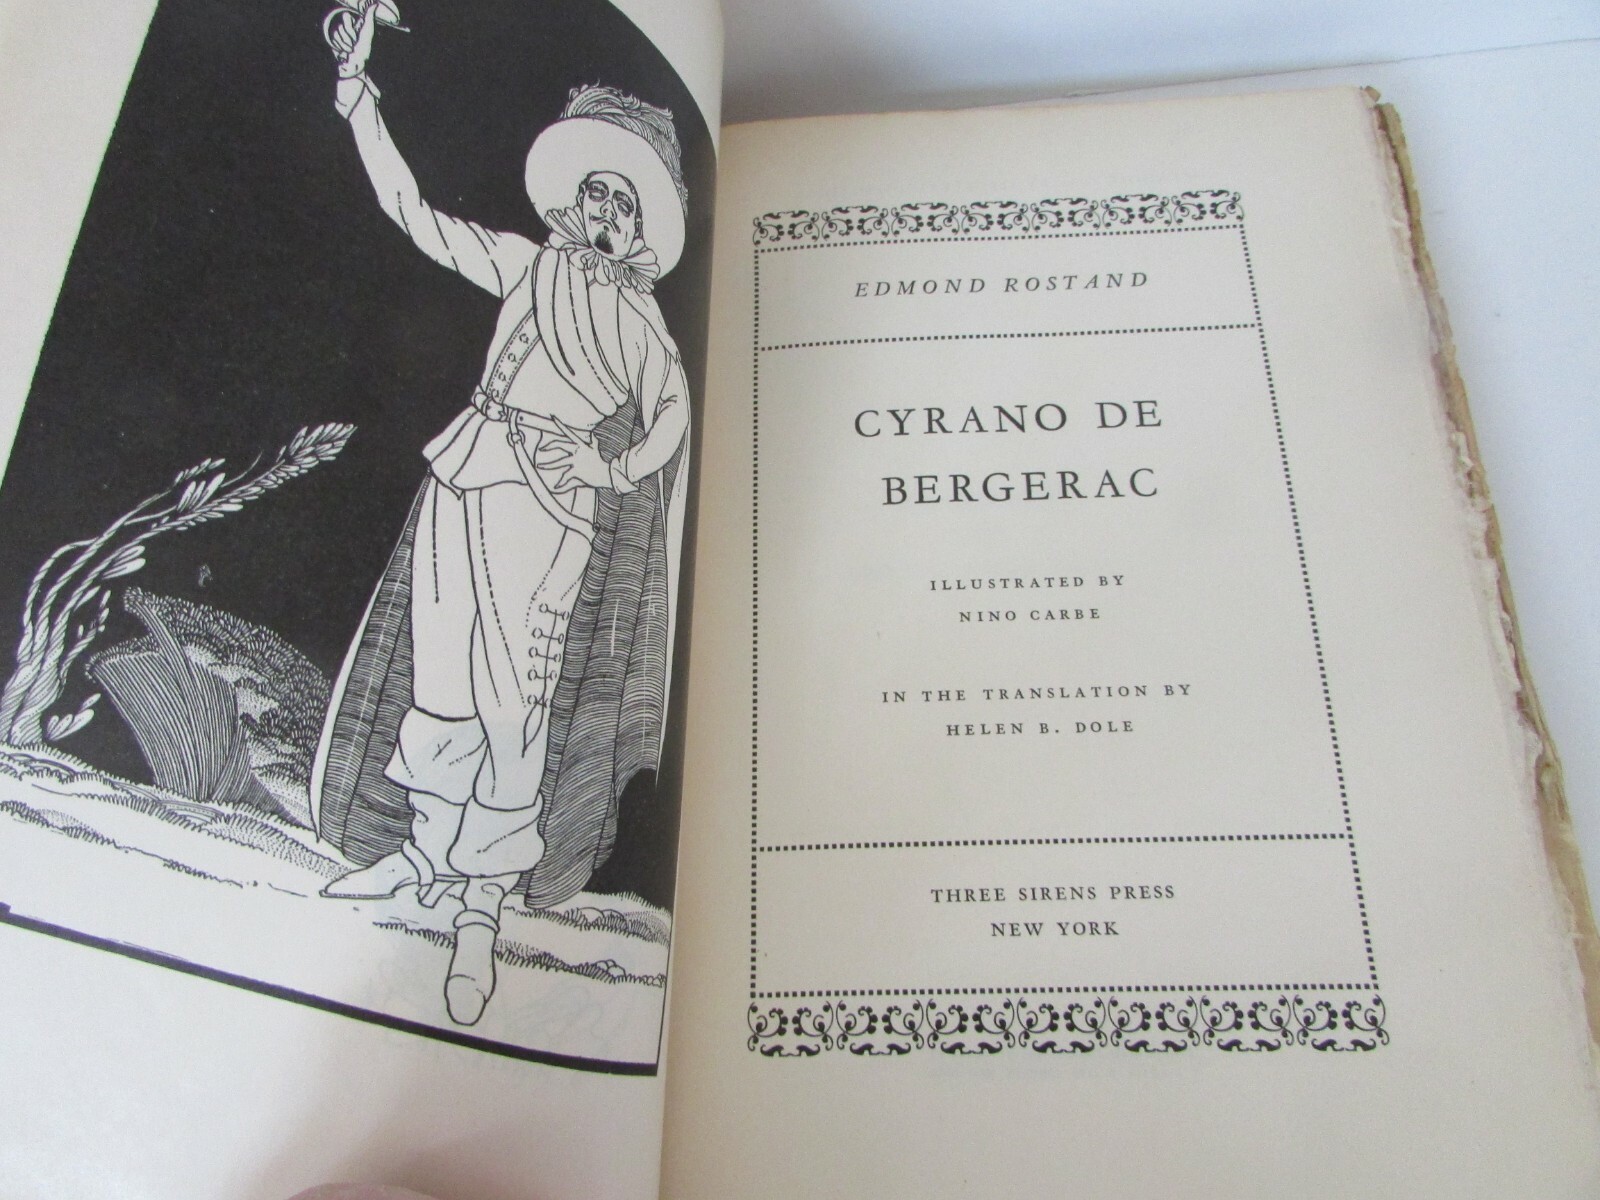 EDMOND ROSTAND
CYRANO DE
BERGERAC
ILLUSTRATED BY
NINO CARBE
IN THE TRANSLATION BY
HELEN B. DOLE
THREE SIRENS PRESS
NEW YORK